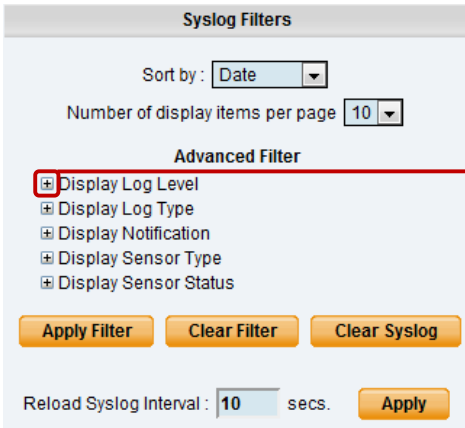 Syslog Filters
Sort by : Date
Number of display items per page 10
Advanced Filter
Display Log Level
Display Log Type
Display Notification
Display Sensor Type
Display Sensor Status
Apply Filter Clear Filter Clear Syslog
Reload Syslog Interval : 10 secs. Apply